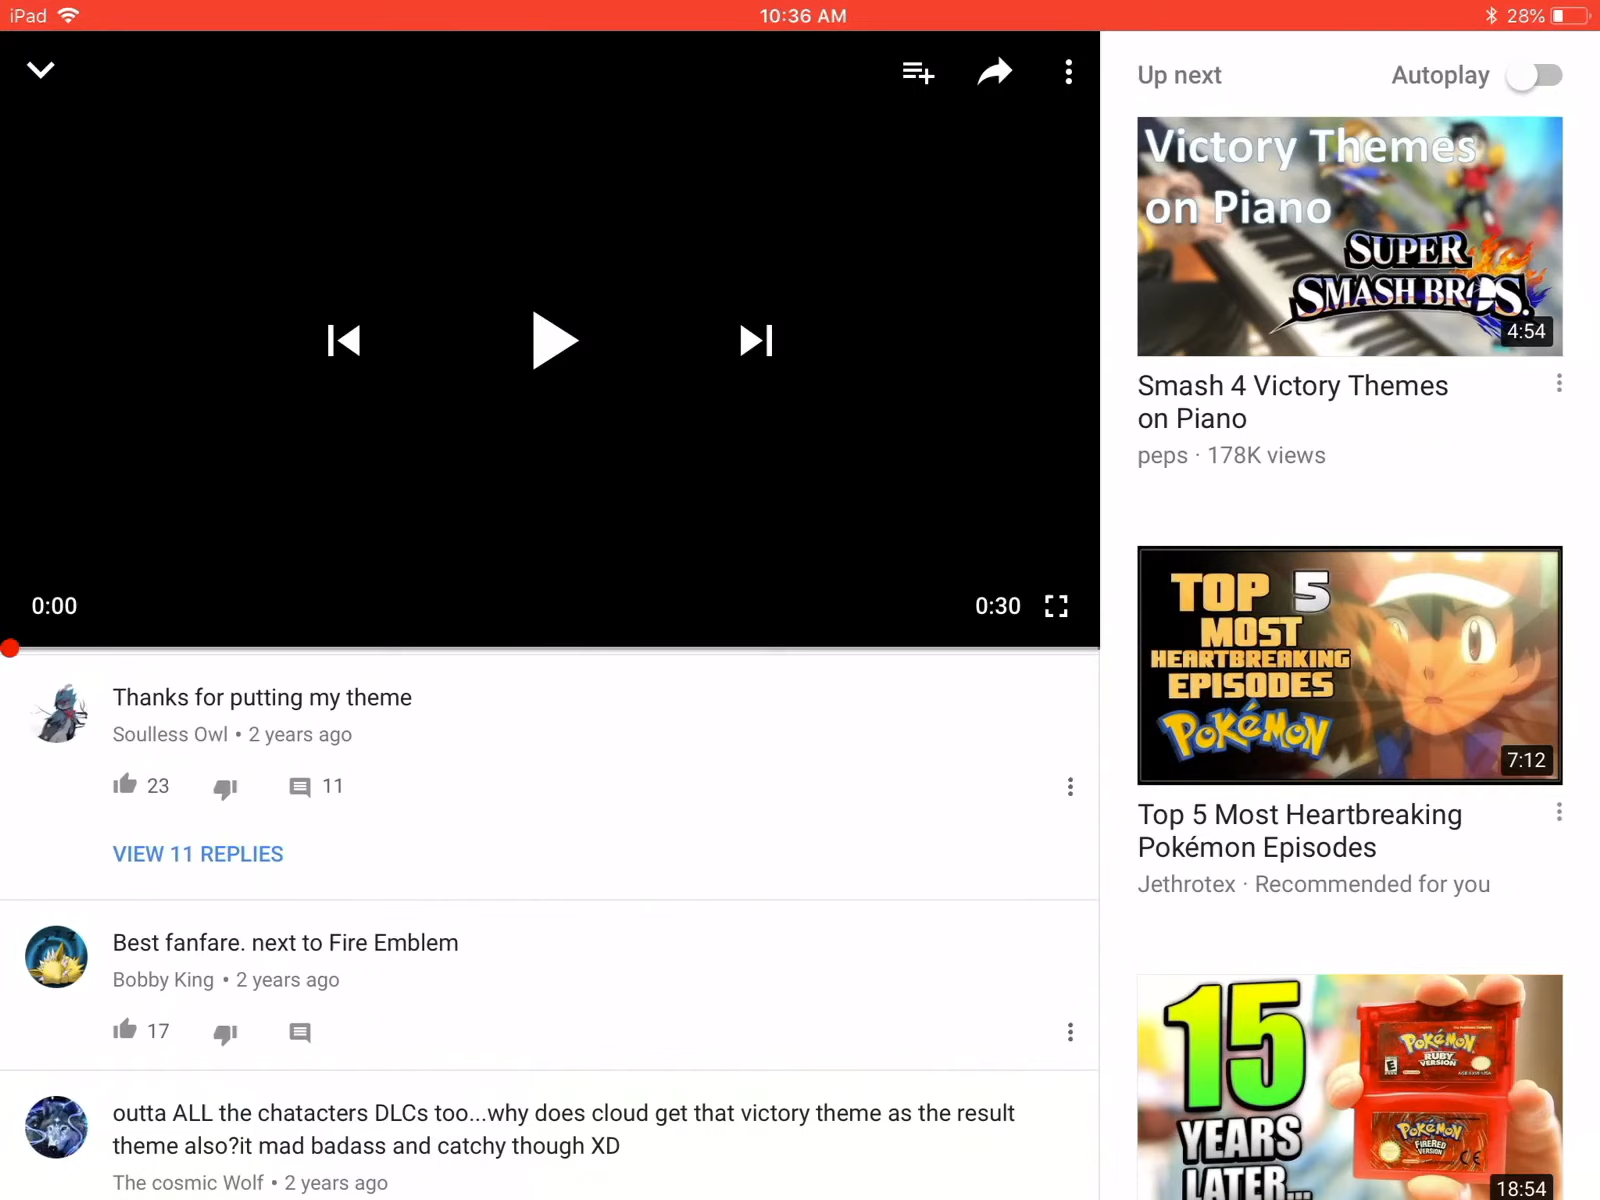 iPad
10:36 AM
28%
0:00
0:30
Thanks for putting my theme
Soulless Owl • 2 years ago
23
11
VIEW 11 REPLIES
Best fanfare. next to Fire Emblem
Bobby King • 2 years ago
17
outta ALL the chatacters DLCs too...why does cloud get that victory theme as the result
theme also?it mad badass and catchy though XD
The cosmic Wolf • 2 years ago
Up next
Autoplay
Victory Themes
on Piano
SUPER
SMASH BROS.
4:54
Smash 4 Victory Themes
on Piano
peps · 178K views
TOP 5
MOST
HEARTBREAKING
EPISODES
POKéMON
7:12
Top 5 Most Heartbreaking
Pokémon Episodes
Jethrotex · Recommended for you
15
YEARS
LATER...
POKéMON
RUBY
VERSION
E
POKéMON
FIRERED
VERSION
CE
18:54